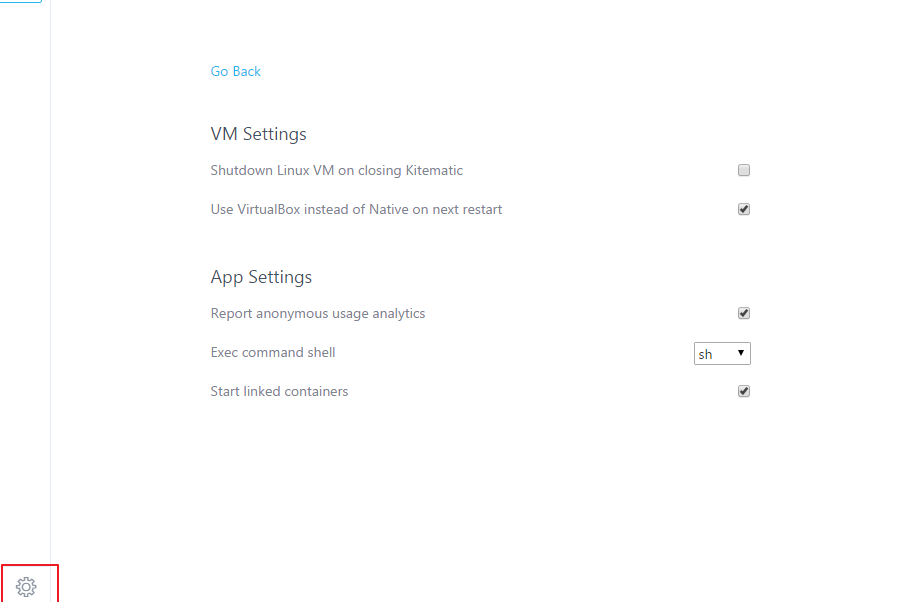 Go Back
VM Settings
Shutdown Linux VM on closing Kitematic
Use VirtualBox instead of Native on next restart
App Settings
Report anonymous usage analytics
Exec command shell
sh
Start linked containers